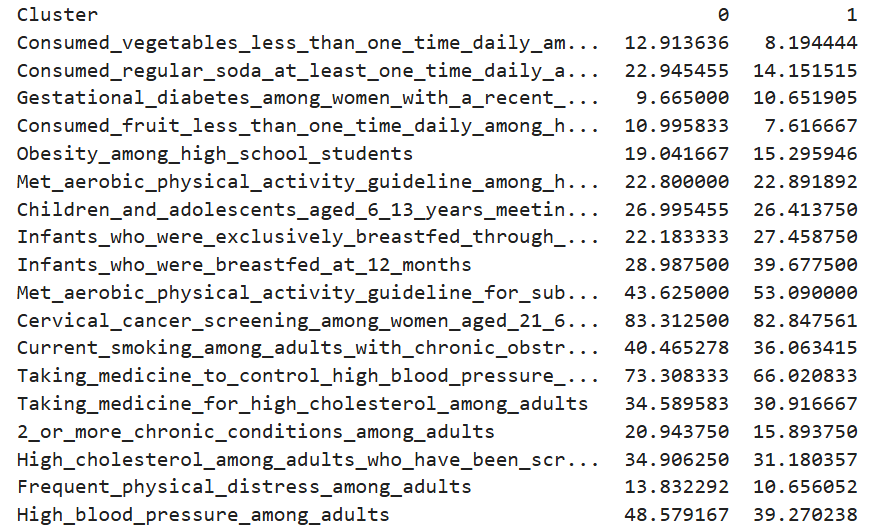 Cluster 0 1
Consumed_vegetables_less_than_one_time_daily_am... 12.913636 8.194444
Consumed_regular_soda_at_least_one_time_daily_a... 22.945455 14.151515
Gestational_diabetes_among_women_with_a_recent_... 9.665000 10.651905
Consumed_fruit_less_than_one_time_daily_among_h... 10.995833 7.616667
Obesity_among_high_school_students 19.041667 15.295946
Met_aerobic_physical_activity_guideline_among_h... 22.800000 22.891892
Children_and_adolescents_aged_6_13_years_meetin... 26.995455 26.413750
Infants_who_were_exclusively_breastfed_through_... 22.183333 27.458750
Infants_who_were_breastfed_at_12_months 28.987500 39.677500
Met_aerobic_physical_activity_guideline_for_sub... 43.625000 53.090000
Cervical_cancer_screening_among_women_aged_21_6... 83.312500 82.847561
Current_smoking_among_adults_with_chronic_obstr... 40.465278 36.063415
Taking_medicine_to_control_high_blood_pressure_... 73.308333 66.020833
Taking_medicine_for_high_cholesterol_among_adults 34.589583 30.916667
2_or_more_chronic_conditions_among_adults 20.943750 15.893750
High_cholesterol_among_adults_who_have_been_scr... 34.906250 31.180357
Frequent_physical_distress_among_adults 13.832292 10.656052
High_blood_pressure_among_adults 48.579167 39.270238